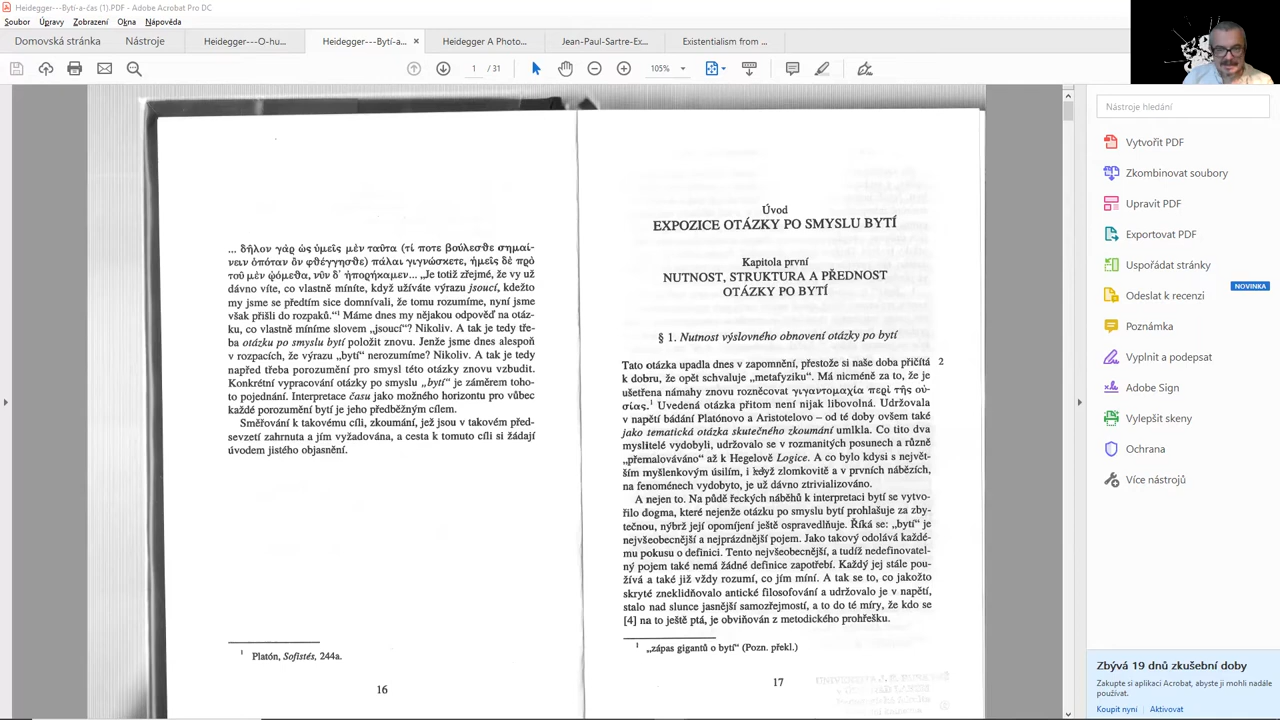 Heidegger---Bytí-a-čas (1).PDF - Adobe Acrobat Pro DC
Soubor Úpravy Zobrazení Okna Nápověda
Domovská stránka Nástroje Heidegger---O-hu... Heidegger---Bytí-a... × Heidegger A Photo... Jean-Paul-Sartre-Ex... Existentialism from ...
1 / 31 105%
... δῆλον γὰρ ὡς ὑμεῖς μὲν ταῦτα (τί ποτε βούλεσθε σημαί-
νειν ὁπόταν ὂν φθέγγησθε) πάλαι γιγνώσκετε, ἡμεῖς δὲ πρὸ
τοῦ μὲν ᾠόμεθα, νῦν δ᾽ ἠπορήκαμεν... „Je totiž zřejmé, že vy už
dávno víte, co vlastně míníte, když užíváte výrazu jsoucí, kdežto
my jsme se předtím sice domnívali, že tomu rozumíme, nyní jsme
však přišli do rozpaků.“¹ Máme dnes my nějakou odpověď na otáz-
ku, co vlastně míníme slovem „jsoucí“? Nikoliv. A tak je tedy tře-
ba otázku po smyslu bytí položit znovu. Jenže jsme dnes alespoň
v rozpacích, že výrazu „bytí“ nerozumíme? Nikoliv. A tak je tedy
napřed třeba porozumění pro smysl této otázky znovu vzbudit.
Konkrétní vypracování otázky po smyslu „bytí“ je záměrem toho-
to pojednání. Interpretace času jako možného horizontu pro vůbec
každé porozumění bytí je jeho předběžným cílem.
Směřování k takovému cíli, zkoumání, jež jsou v takovém před-
sevzetí zahrnuta a jím vyžadována, a cesta k tomuto cíli si žádají
úvodem jistého objasnění.
¹ Platón, Sofistés, 244a.
16
Úvod
EXPOZICE OTÁZKY PO SMYSLU BYTÍ
Kapitola první
NUTNOST, STRUKTURA A PŘEDNOST
OTÁZKY PO BYTÍ
§ 1. Nutnost výslovného obnovení otázky po bytí
Tato otázka upadla dnes v zapomnění, přestože si naše doba přičítá 2
k dobru, že opět schvaluje „metafyziku“. Má nicméně za to, že je
ušetřena námahy znovu rozněcovat γιγαντομαχία περὶ τῆς οὐ-
σίας.¹ Uvedená otázka přitom není nijak libovolná. Udržovala
v napětí bádání Platónovo a Aristotelovo – od té doby ovšem také
jako tematická otázka skutečného zkoumání umlkla. Co tito dva
myslitelé vydobyli, udržovalo se v rozmanitých posunech a různě
„přemalováváno“ až k Hegelově Logice. A co bylo kdysi s největ-
ším myšlenkovým úsilím, i když zlomkovitě a v prvních nábězích,
na fenoménech vydobyto, je už dávno ztrivializováno.
A nejen to. Na půdě řeckých náběhů k interpretaci bytí se vytvo-
řilo dogma, které nejenže otázku po smyslu bytí prohlašuje za zby-
tečnou, nýbrž její opomíjení ještě ospravedlňuje. Říká se: „bytí“ je
nejvšeobecnější a nejprázdnější pojem. Jako takový odolává každé-
mu pokusu o definici. Tento nejvšeobecnější, a tudíž nedefinovatel-
ný pojem také nemá žádné definice zapotřebí. Každý jej stále pou-
žívá a také již vždy rozumí, co jím míní. A tak se to, co jakožto
skryté zneklidňovalo antické filosofování a udržovalo je v napětí,
stalo nad slunce jasnější samozřejmostí, a to do té míry, že kdo se
[4] na to ještě ptá, je obviňován z metodického prohřešku.
¹ „zápas gigantů o bytí“ (Pozn. překl.)
17
Nástroje hledání
Vytvořit PDF
Zkombinovat soubory
Upravit PDF
Exportovat PDF
Uspořádat stránky
NOVINKA
Odeslat k recenzi
Poznámka
Vyplnit a podepsat
Adobe Sign
Vylepšit skeny
Ochrana
Více nástrojů
Zbývá 19 dnů zkušební doby
Zakupte si aplikaci Acrobat, abyste ji mohli nadále
používat.
Koupit nyní Aktivovat